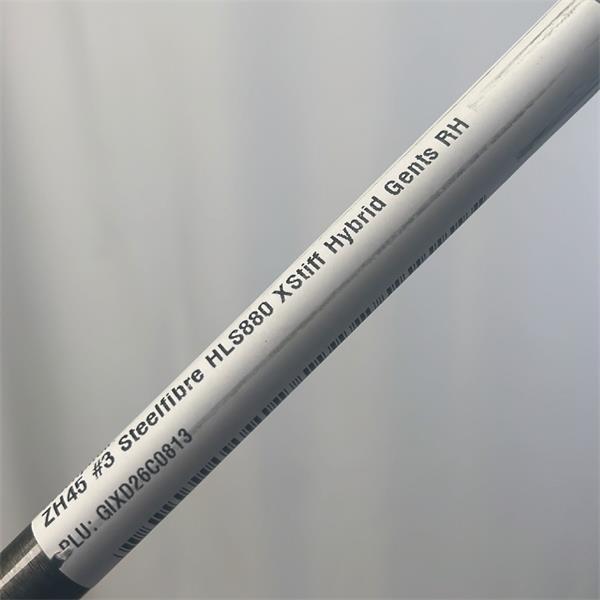 ZH45 #3 Steelfibre HLS880 XStiff Hybrid Gents RH
PLU: GIXD26C0813